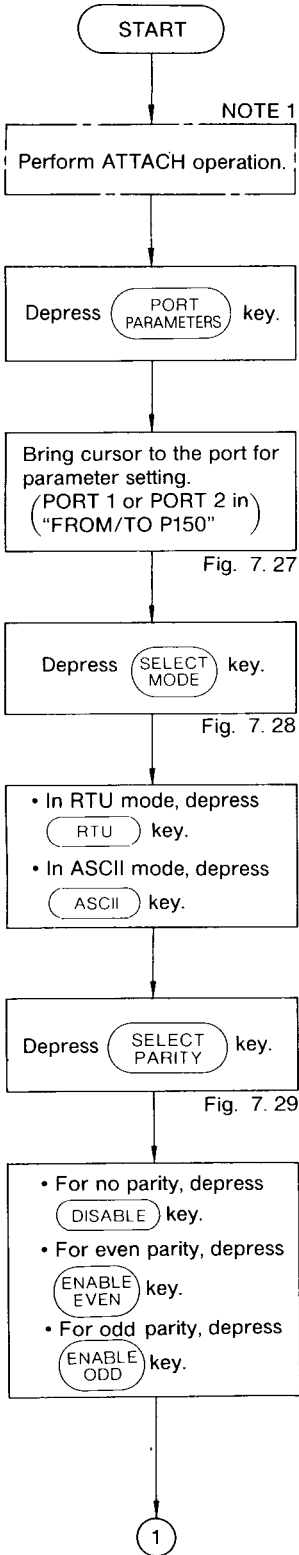 START
NOTE 1
Perform ATTACH operation.
Depress PORT PARAMETERS key.
Bring cursor to the port for
parameter setting.
(PORT 1 or PORT 2 in
"FROM/TO P150")
Fig. 7. 27
Depress SELECT MODE key.
Fig. 7. 28
• In RTU mode, depress
RTU key.
• In ASCII mode, depress
ASCII key.
Depress SELECT PARITY key.
Fig. 7. 29
• For no parity, depress
DISABLE key.
• For even parity, depress
ENABLE EVEN key.
• For odd parity, depress
ENABLE ODD key.
1